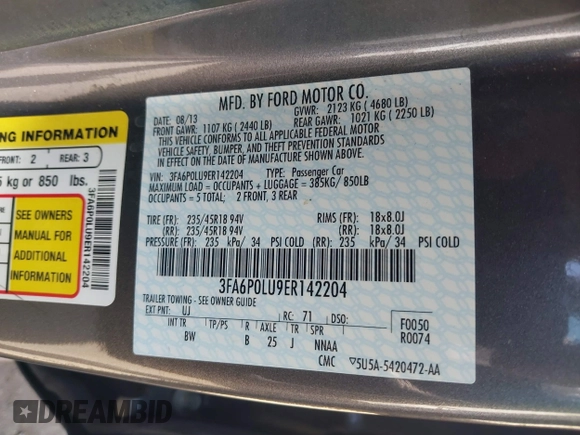 MFD. BY FORD MOTOR CO.
DATE: 08/13 GVWR: 2123 KG ( 4680 LB)
FRONT GAWR: 1107 KG ( 2440 LB) REAR GAWR: 1021 KG ( 2250 LB)
THIS VEHICLE CONFORMS TO ALL APPLICABLE FEDERAL MOTOR
VEHICLE SAFETY, BUMPER, AND THEFT PREVENTION STANDARDS
IN EFFECT ON THE DATE OF MANUFACTURE SHOWN ABOVE.
VIN: 3FA6P0LU9ER142204 TYPE: Passenger Car
MAXIMUM LOAD = OCCUPANTS + LUGGAGE = 385KG/ 850LB
OCCUPANTS = 5 TOTAL; 2 FRONT, 3 REAR
TIRE (FR): 235/45R18 94V RIMS (FR): 18x8.0J
(RR): 235/45R18 94V (RR): 18x8.0J
PRESSURE (FR): 235 kPa/ 34 PSI COLD (RR): 235 kPa/ 34 PSI COLD
3FA6P0LU9ER142204
TRAILER TOWING - SEE OWNER GUIDE
EXT PNT: UJ RC: 71 DSO: F0050
INT TR TP/PS R AXLE TR SPR R0074
BW B 25 J NNAA
CMC 5U5A-5420472-AA
NG INFORMATION
FRONT: 2 REAR: 3
5 kg or 850 lbs.
SEE OWNERS
MANUAL FOR
ADDITIONAL
INFORMATION
3FA6P0LU9ER142204
DREAMBID